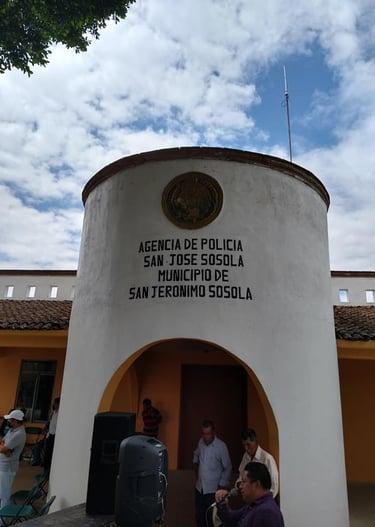 AGENCIA DE POLICIA
SAN JOSE SOSOLA
MUNICIPIO DE
SAN JERONIMO SOSOLA